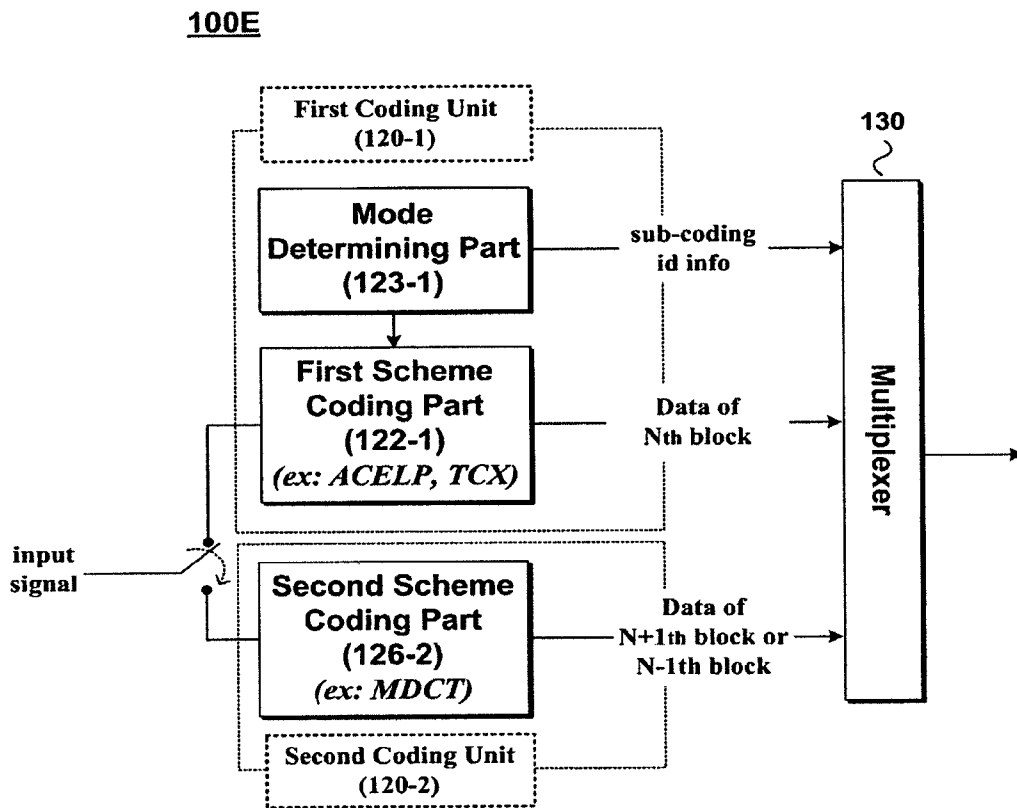 100E
First Coding Unit
(120-1)
130
Mode
Determining Part
(123-1)
sub-coding
id info
First Scheme
Coding Part
(122-1)
(ex: ACELP, TCX)
Data of
Nth block
Multiplexer
input
signal
Second Scheme
Coding Part
(126-2)
(ex: MDCT)
Data of
N+1th block or
N-1th block
Second Coding Unit
(120-2)